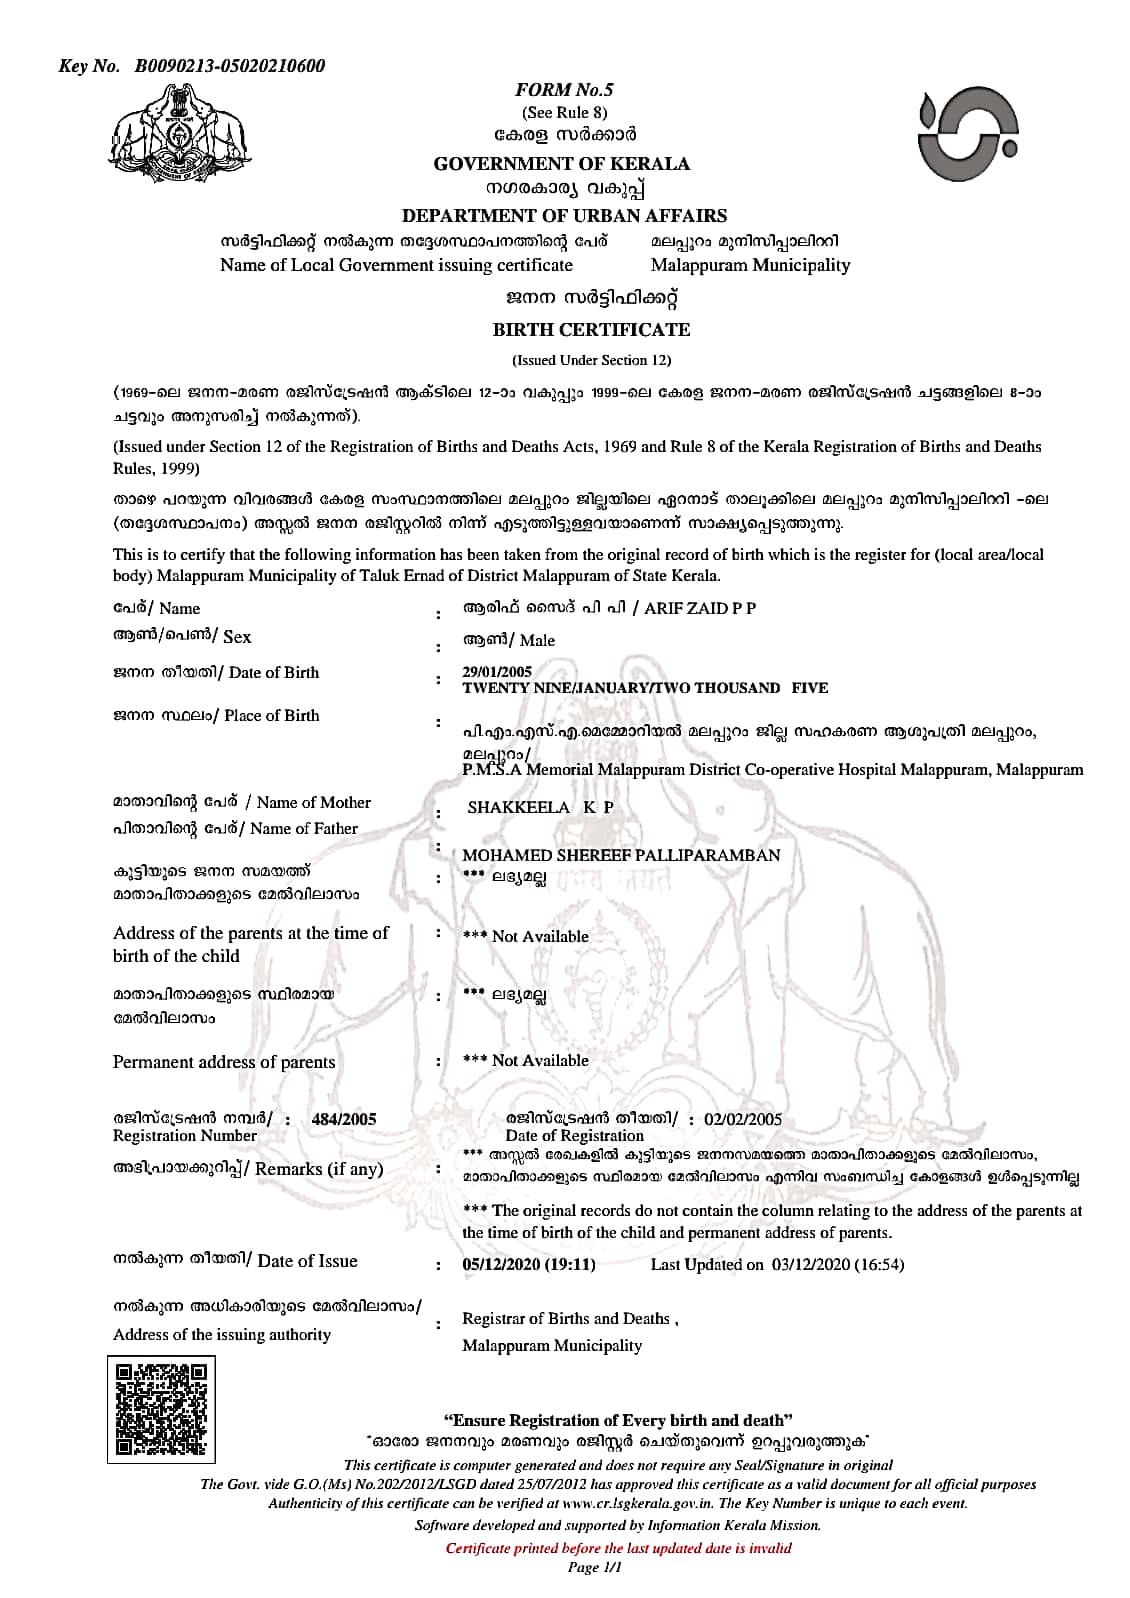 Key No. B0090213-05020210600
FORM No.5
(See Rule 8)
കേരള സർക്കാർ
GOVERNMENT OF KERALA
നഗരകാര്യ വകുപ്പ്
DEPARTMENT OF URBAN AFFAIRS
സർട്ടിഫിക്കറ്റ് നൽകുന്ന തദ്ദേശസ്ഥാപനത്തിന്റെ പേര് മലപ്പുറം മുനിസിപ്പാലിററി
Name of Local Government issuing certificate Malappuram Municipality
ജനന സർട്ടിഫിക്കറ്റ്
BIRTH CERTIFICATE
(Issued Under Section 12)
(1969-ലെ ജനന-മരണ രജിസ്ട്രേഷൻ ആക്ടിലെ 12-ാം വകുപ്പും 1999-ലെ കേരള ജനന-മരണ രജിസ്ട്രേഷൻ ചട്ടങ്ങളിലെ 8-ാം
ചട്ടവും അനുസരിച്ച് നൽകുന്നത്).
(Issued under Section 12 of the Registration of Births and Deaths Acts, 1969 and Rule 8 of the Kerala Registration of Births and Deaths
Rules, 1999)
താഴെ പറയുന്ന വിവരങ്ങൾ കേരള സംസ്ഥാനത്തിലെ മലപ്പുറം ജില്ലയിലെ ഏറനാട് താലൂക്കിലെ മലപ്പുറം മുനിസിപ്പാലിററി -ലെ
(തദ്ദേശസ്ഥാപനം) അസ്സൽ ജനന രജിസ്റ്ററിൽ നിന്ന് എടുത്തിട്ടുള്ളവയാണെന്ന് സാക്ഷ്യപ്പെടുത്തുന്നു.
This is to certify that the following information has been taken from the original record of birth which is the register for (local area/local
body) Malappuram Municipality of Taluk Ernad of District Malappuram of State Kerala.
പേര്/ Name : ആരിഫ് സൈദ് പി പി / ARIF ZAID P P
ആൺ/പെൺ/ Sex : ആൺ/ Male
ജനന തീയതി/ Date of Birth : 29/01/2005
TWENTY NINE/JANUARY/TWO THOUSAND FIVE
ജനന സ്ഥലം/ Place of Birth :
പി.എം.എസ്.എ.മെമ്മോറിയൽ മലപ്പുറം ജില്ല സഹകരണ ആശുപത്രി മലപ്പുറം,
മലപ്പുറം/
P.M.S.A Memorial Malappuram District Co-operative Hospital Malappuram, Malappuram
മാതാവിന്റെ പേര് / Name of Mother : SHAKKEELA K P
പിതാവിന്റെ പേര്/ Name of Father :
MOHAMED SHEREEF PALLIPARAMBAN
കുട്ടിയുടെ ജനന സമയത്ത് : *** ലഭ്യമല്ല
മാതാപിതാക്കളുടെ മേൽവിലാസം
Address of the parents at the time of : *** Not Available
birth of the child
മാതാപിതാക്കളുടെ സ്ഥിരമായ : *** ലഭ്യമല്ല
മേൽവിലാസം
Permanent address of parents : *** Not Available
രജിസ്ട്രേഷൻ നമ്പർ/ : 484/2005 രജിസ്ട്രേഷൻ തീയതി/ : 02/02/2005
Registration Number Date of Registration
അഭിപ്രായക്കുറിപ്പ്/ Remarks (if any) : *** അസ്സൽ രേഖകളിൽ കുട്ടിയുടെ ജനനസമയത്തെ മാതാപിതാക്കളുടെ മേൽവിലാസം,
മാതാപിതാക്കളുടെ സ്ഥിരമായ മേൽവിലാസം എന്നിവ സംബന്ധിച്ച കോളങ്ങൾ ഉൾപ്പെടുന്നില്ല
*** The original records do not contain the column relating to the address of the parents at
the time of birth of the child and permanent address of parents.
നൽകുന്ന തീയതി/ Date of Issue : 05/12/2020 (19:11) Last Updated on 03/12/2020 (16:54)
നൽകുന്ന അധികാരിയുടെ മേൽവിലാസം/
Address of the issuing authority : Registrar of Births and Deaths ,
Malappuram Municipality
“Ensure Registration of Every birth and death”
"ഓരോ ജനനവും മരണവും രജിസ്റ്റർ ചെയ്തുവെന്ന് ഉറപ്പുവരുത്തുക"
This certificate is computer generated and does not require any Seal/Signature in original
The Govt. vide G.O.(Ms) No.202/2012/LSGD dated 25/07/2012 has approved this certificate as a valid document for all official purposes
Authenticity of this certificate can be verified at www.cr.lsgkerala.gov.in. The Key Number is unique to each event.
Software developed and supported by Information Kerala Mission.
Certificate printed before the last updated date is invalid
Page 1/1